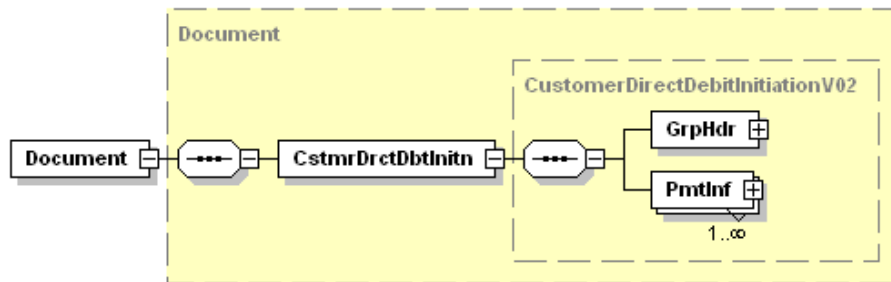 Document
CustomerDirectDebitInitiationV02
GrpHdr
Document
CstmrDrctDbtInitn
PmtInf
1..∞